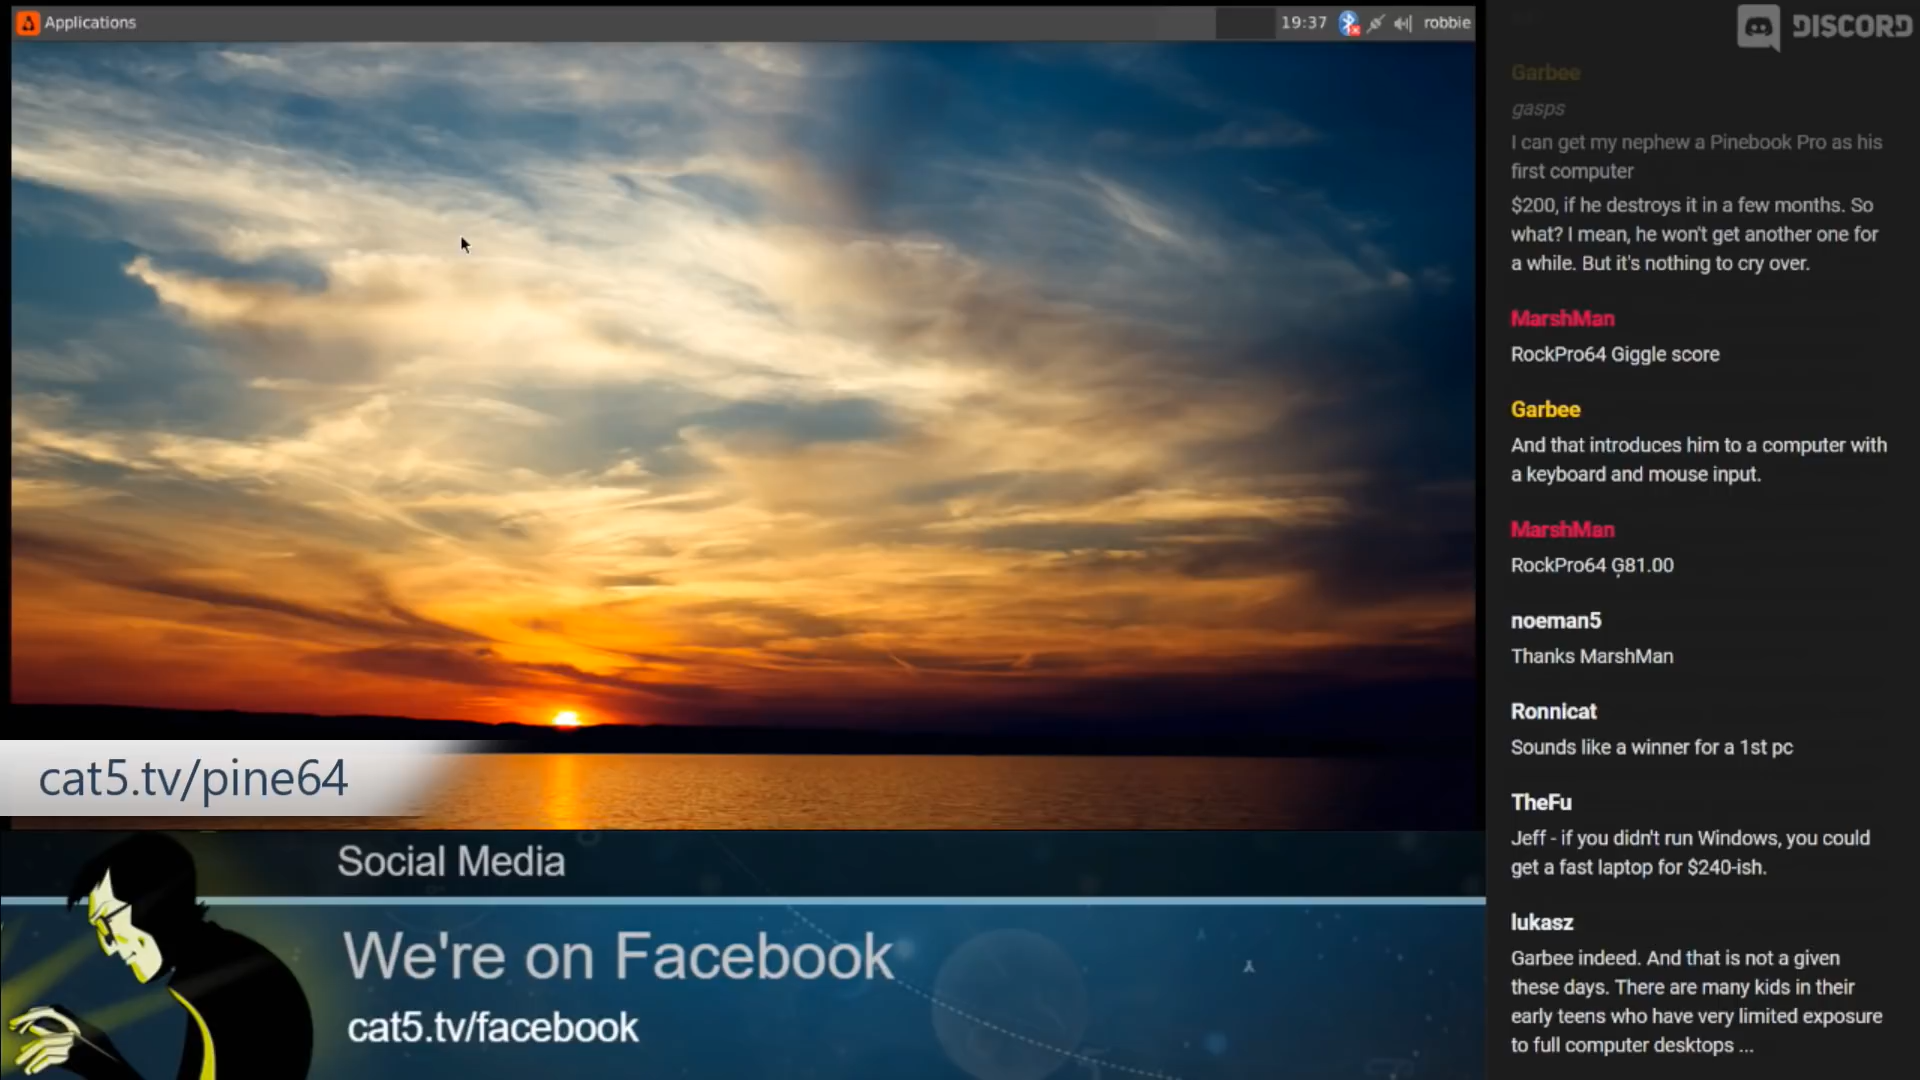 Applications
19:37
robbie
DISCORD
Garbee
gasps
I can get my nephew a Pinebook Pro as his
first computer
$200, if he destroys it in a few months. So
what? I mean, he won't get another one for
a while. But it's nothing to cry over.
MarshMan
RockPro64 Giggle score
Garbee
And that introduces him to a computer with
a keyboard and mouse input.
MarshMan
RockPro64 G̦81.00
noeman5
Thanks MarshMan
Ronnicat
Sounds like a winner for a 1st pc
TheFu
Jeff - if you didn't run Windows, you could
get a fast laptop for $240-ish.
lukasz
Garbee indeed. And that is not a given
these days. There are many kids in their
early teens who have very limited exposure
to full computer desktops ...
cat5.tv/pine64
Social Media
We're on Facebook
cat5.tv/facebook